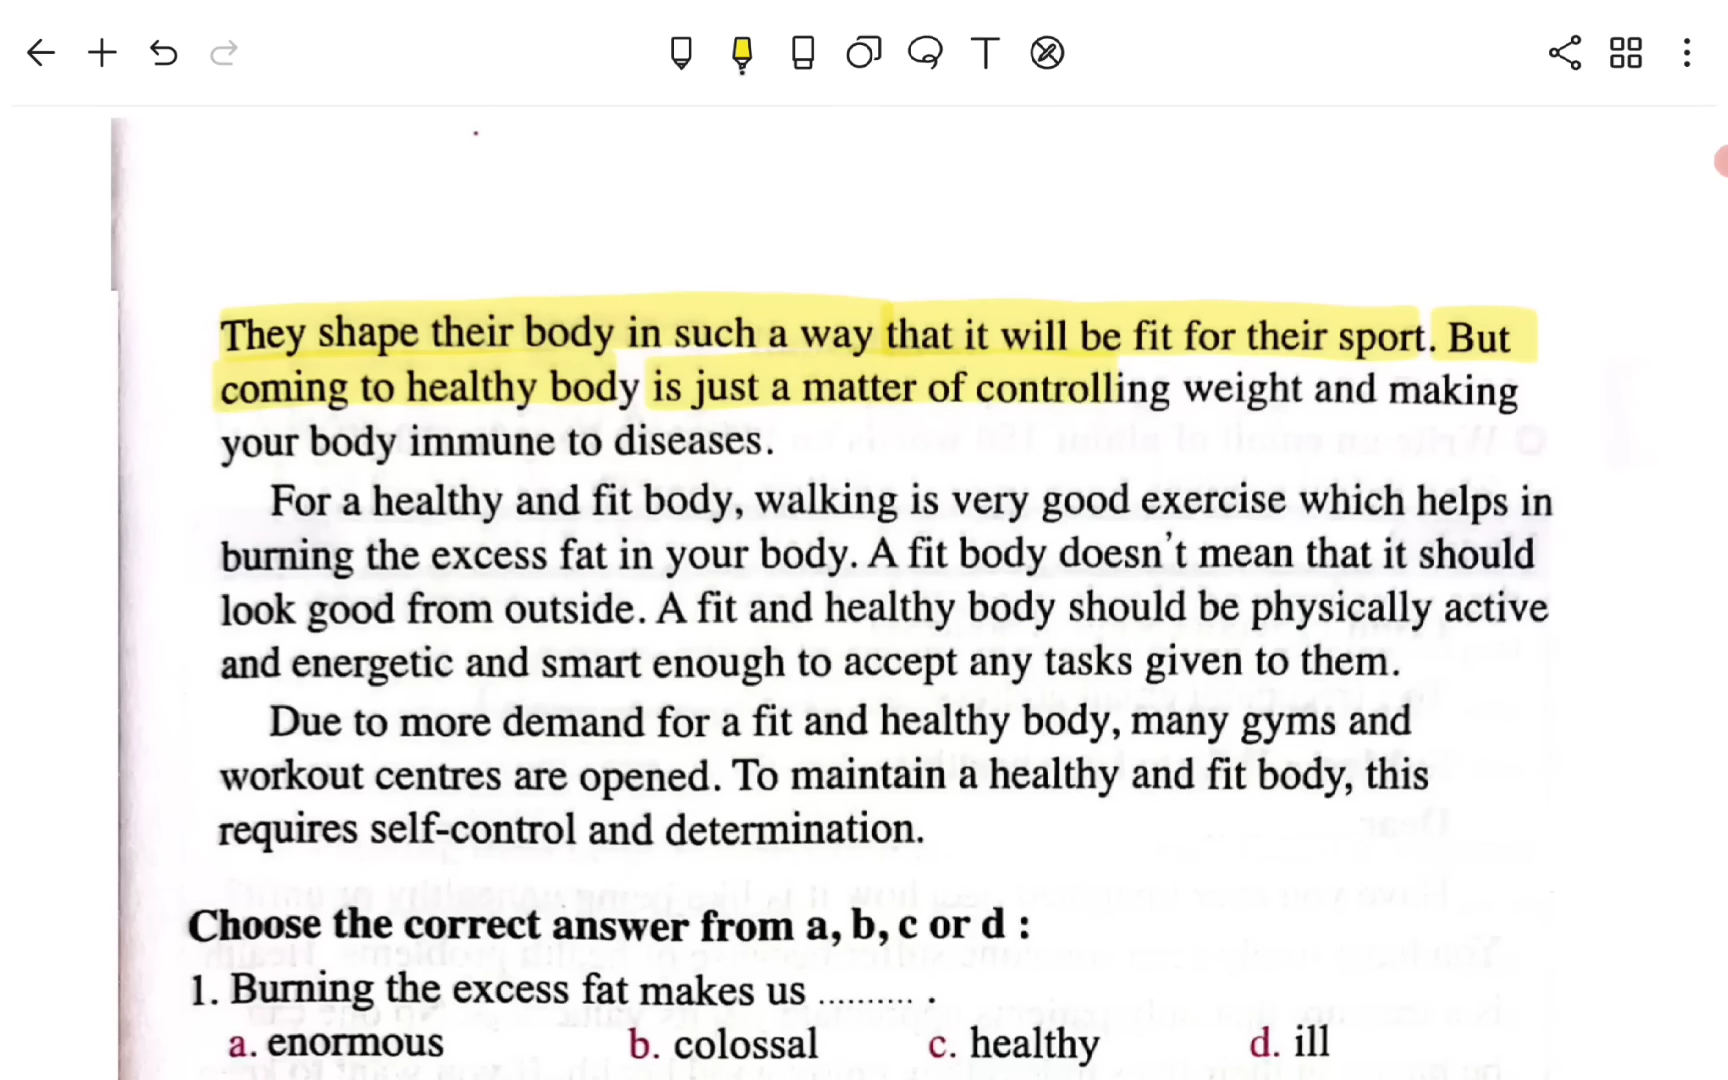 They shape their body in such a way that it will be fit for their sport. But
coming to healthy body is just a matter of controlling weight and making
your body immune to diseases.
For a healthy and fit body, walking is very good exercise which helps in
burning the excess fat in your body. A fit body doesn't mean that it should
look good from outside. A fit and healthy body should be physically active
and energetic and smart enough to accept any tasks given to them.
Due to more demand for a fit and healthy body, many gyms and
workout centres are opened. To maintain a healthy and fit body, this
requires self-control and determination.
Choose the correct answer from a, b, c or d :
1. Burning the excess fat makes us .......... .
a. enormous b. colossal c. healthy d. ill